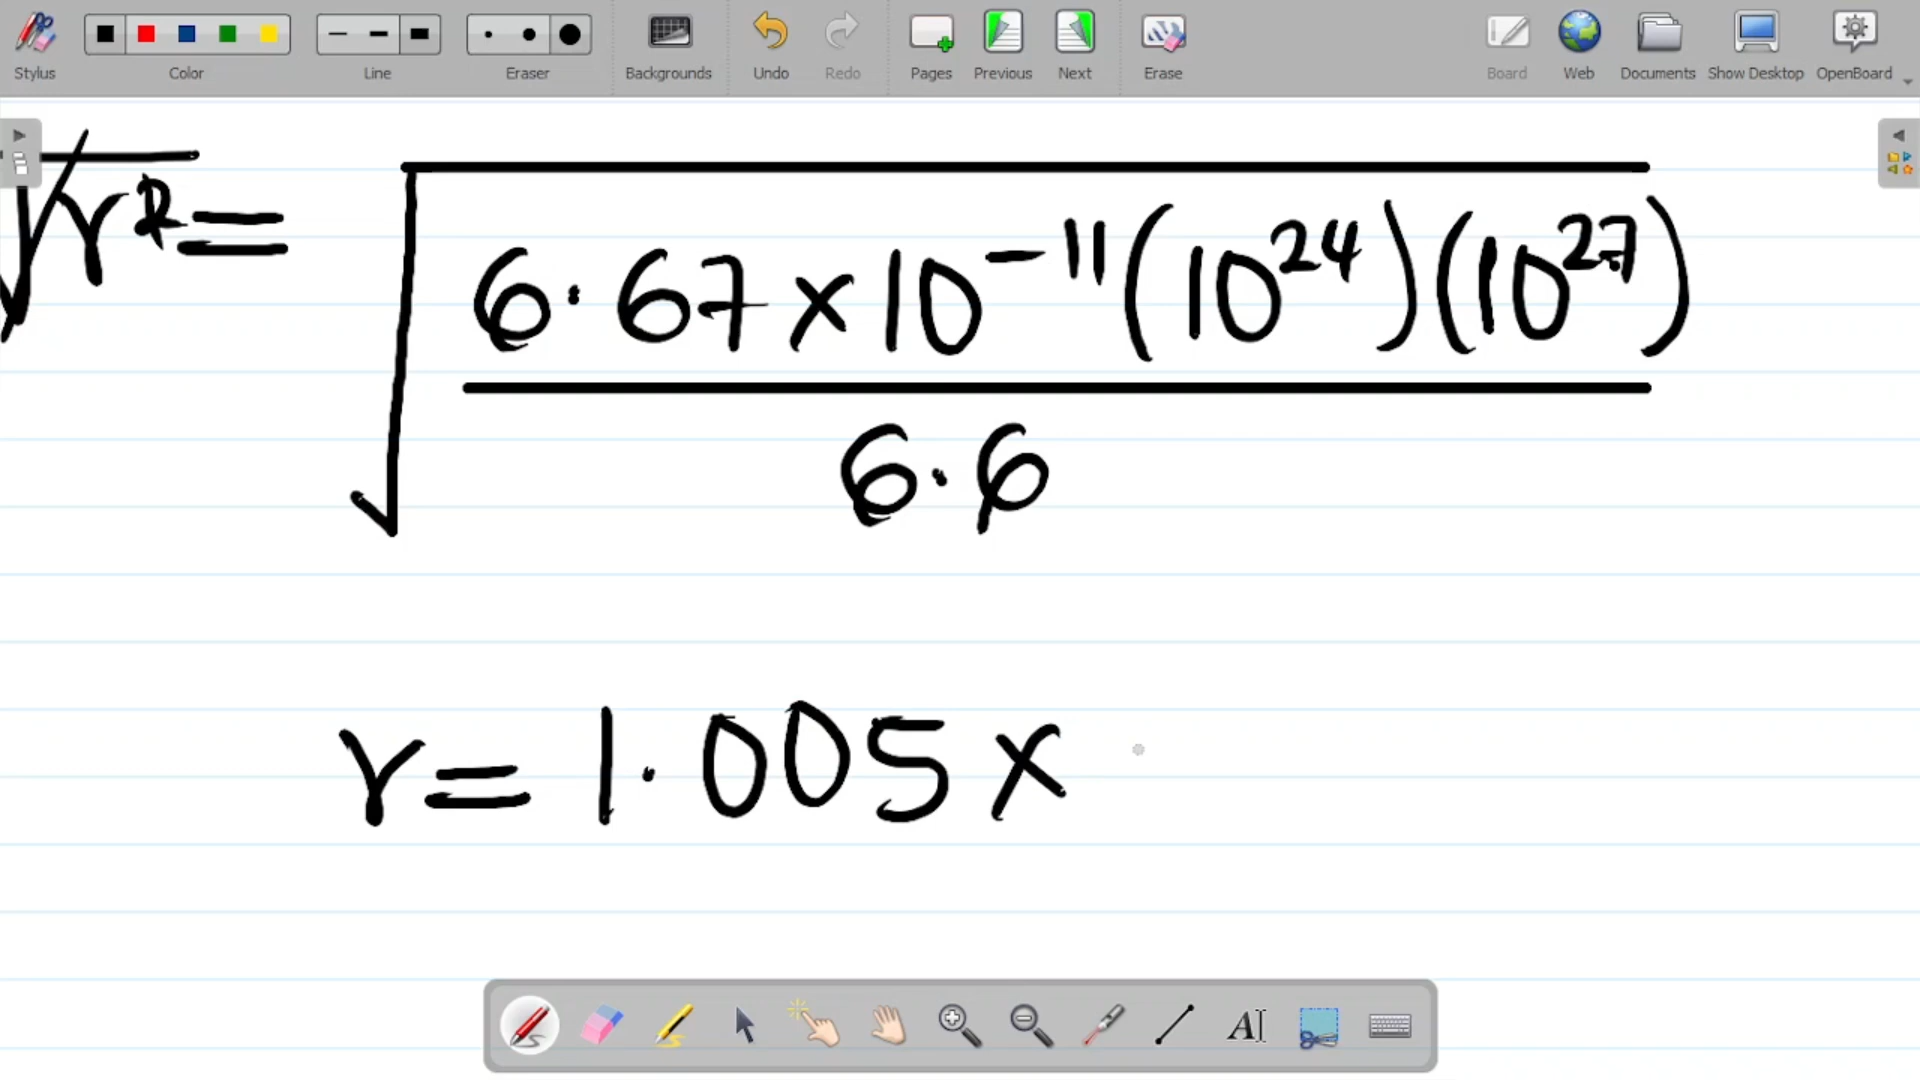 Stylus Color Line Eraser Backgrounds Undo Redo Pages Previous Next Erase Board Web Documents Show Desktop OpenBoard
√r² = √(6.67 × 10⁻¹¹(10²⁴)(10²⁷)
6.6
r = 1.005 ×